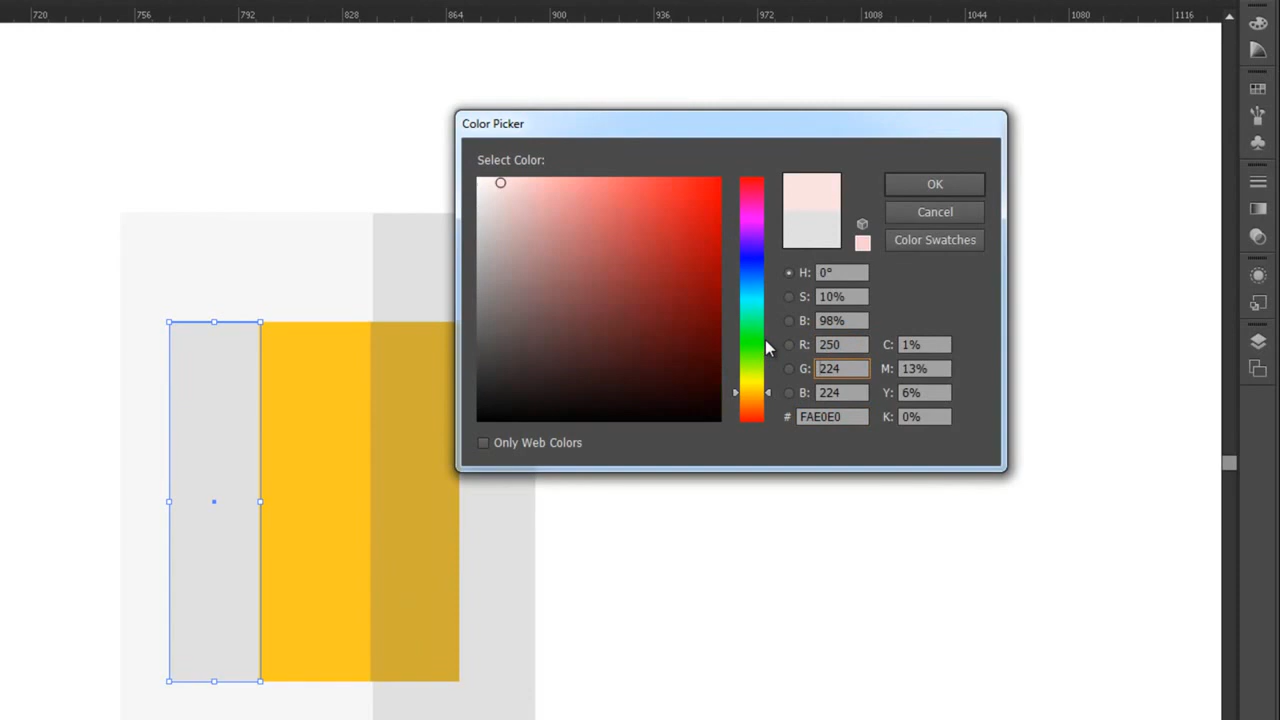 720 756 792 828 864 900 936 972 1008 1044 1080 1116
Color Picker
Select Color:
OK
Cancel
Color Swatches
H: 0°
S: 10%
B: 98%
R: 250 C: 1%
G: 224 M: 13%
B: 224 Y: 6%
# FAE0E0 K: 0%
Only Web Colors